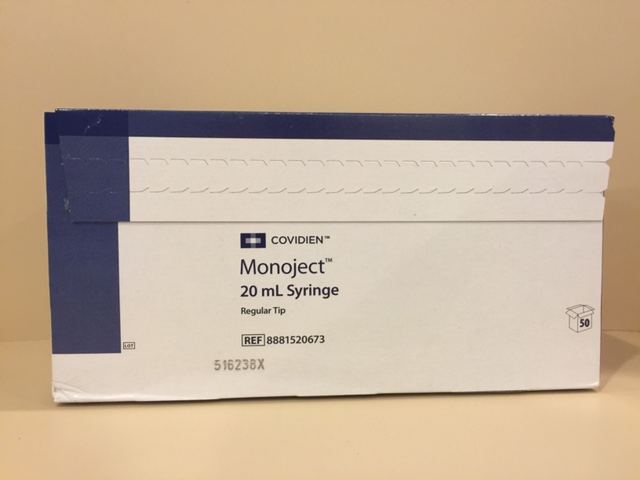 COVIDIEN™
Monoject™
20 mL Syringe
Regular Tip
50
LOT
REF 8881520673
516238X